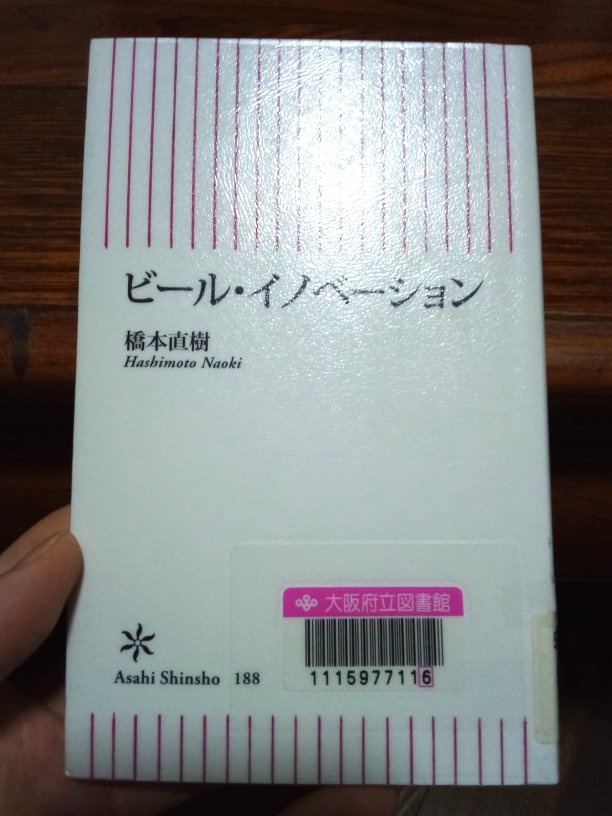 ビール・イノベーション
橋本直樹
Hashimoto Naoki
大阪府立図書館
1115977116
Asahi Shinsho 188